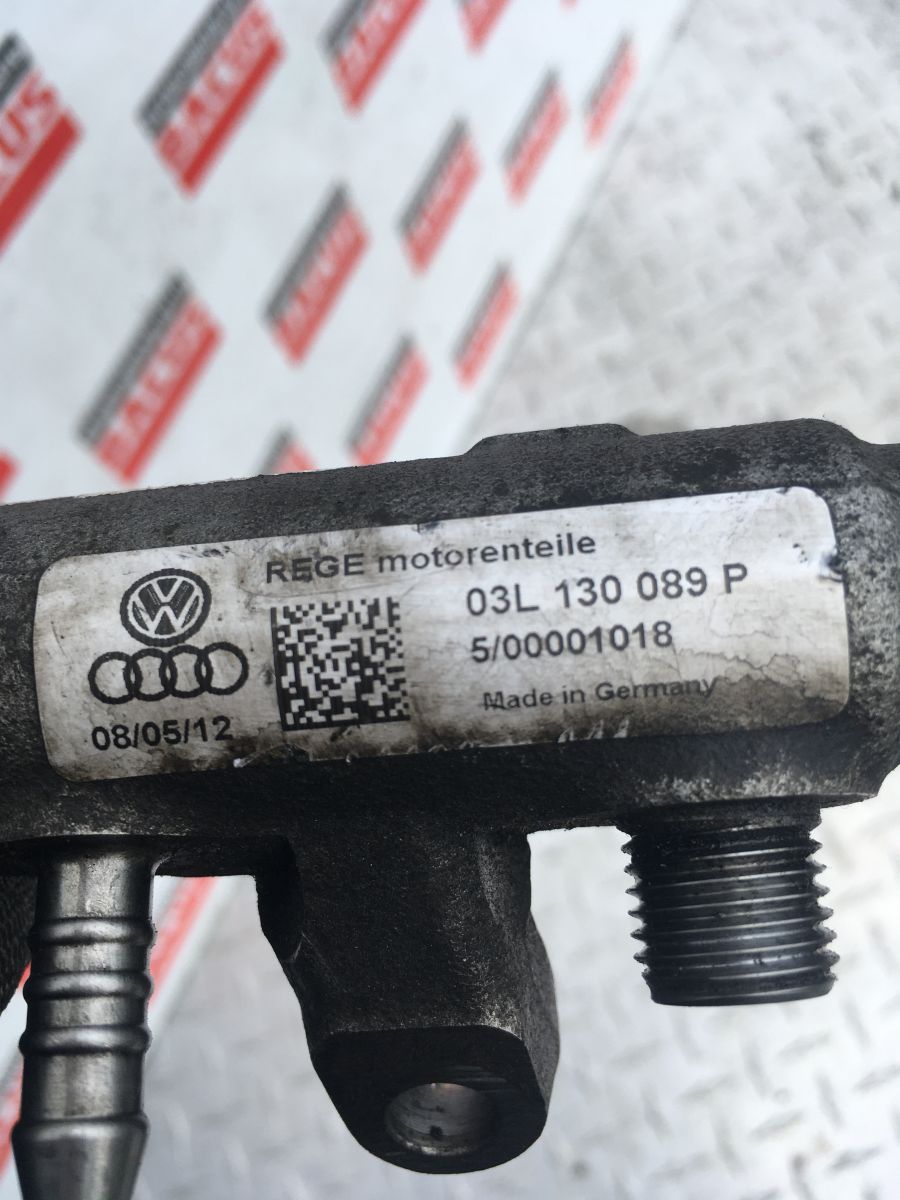 REGE motorenteile
03L 130 089 P
5/00001018
Made in Germany
08/05/12